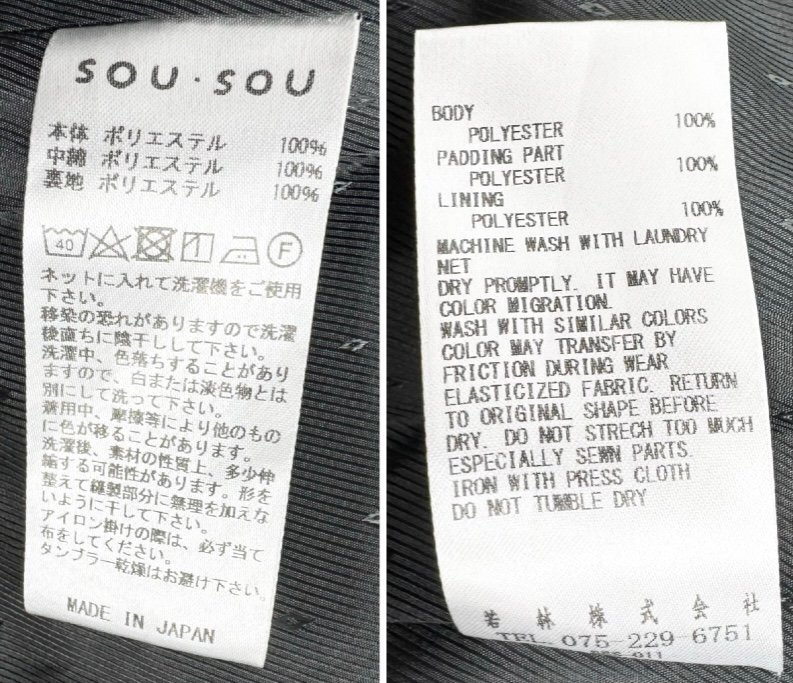 SOU・SOU
本体 ポリエステル 100%
中綿 ポリエステル 100%
裏地 ポリエステル 100%
40 F
ネットに入れて洗濯機をご使用
下さい。
移染の恐れがありますので洗濯
後直ちに陰干しして下さい。
洗濯中、色落ちすることがあり
ますので、白または淡色物とは
別にして洗って下さい。
着用中、摩擦等により他のもの
に色が移ることがあります。
洗濯後、素材の性質上、多少伸
縮する可能性があります。形を
整えて縫製部分に無理を加えな
いように干して下さい。
アイロン掛けの際は、必ず当て
布をしてください。
タンブラー乾燥はお避け下さい。
MADE IN JAPAN
BODY
POLYESTER 100%
PADDING PART
POLYESTER 100%
LINING
POLYESTER 100%
MACHINE WASH WITH LAUNDRY
NET
DRY PROMPTLY. IT MAY HAVE
COLOR MIGRATION.
WASH WITH SIMILAR COLORS
COLOR MAY TRANSFER BY
FRICTION DURING WEAR
ELASTICIZED FABRIC. RETURN
TO ORIGINAL SHAPE BEFORE
DRY. DO NOT STRECH TOO MUCH
ESPECIALLY SEWN PARTS.
IRON WITH PRESS CLOTH
DO NOT TUMBLE DRY
若林株式会社
TEL 075-229-6751